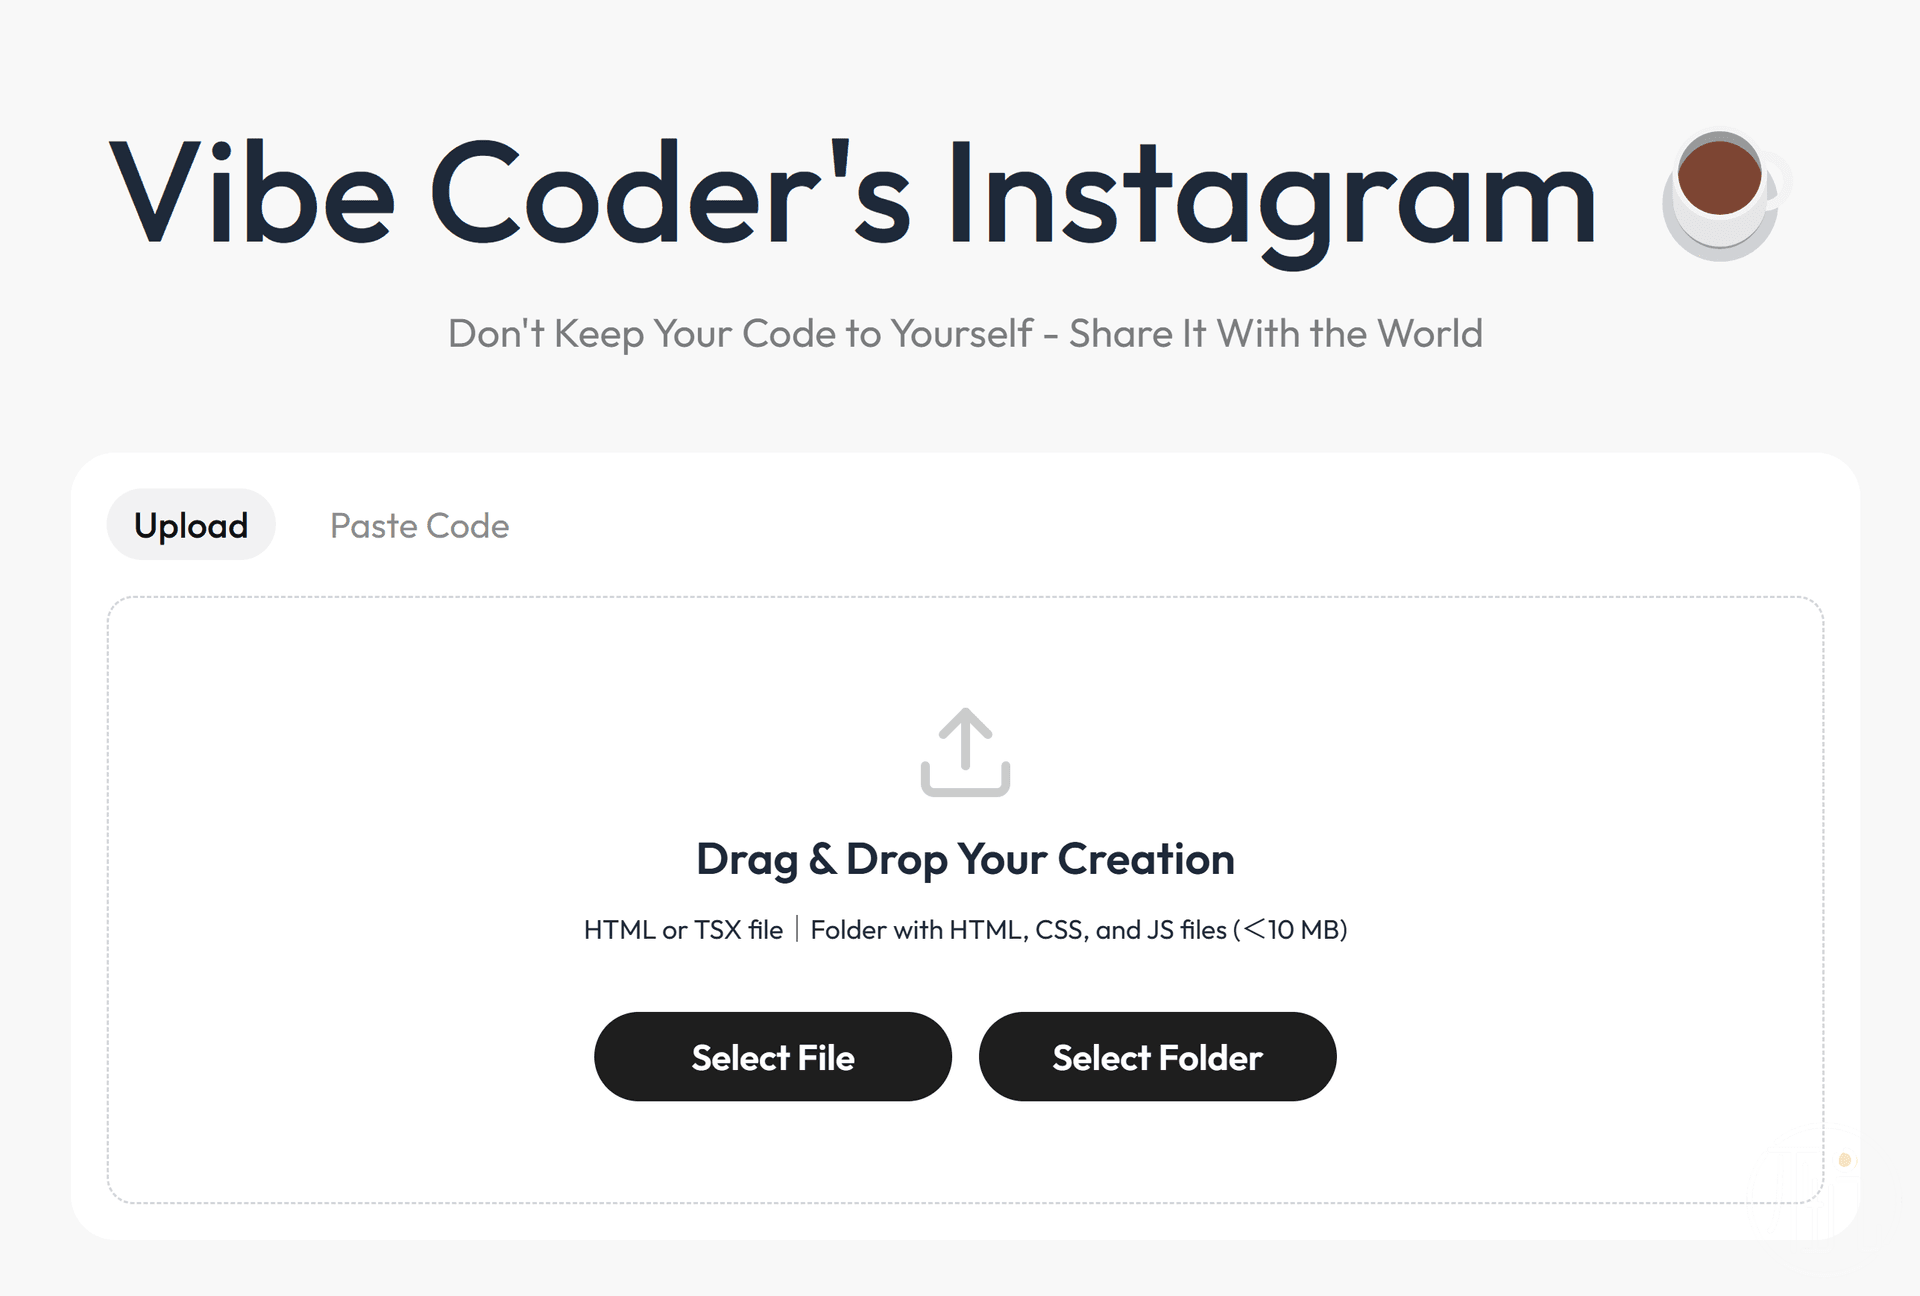 Vibe Coder's Instagram
Don't Keep Your Code to Yourself - Share It With the World
Upload
Paste Code
Drag & Drop Your Creation
HTML or TSX file | Folder with HTML, CSS, and JS files (<10 MB)
Select File
Select Folder